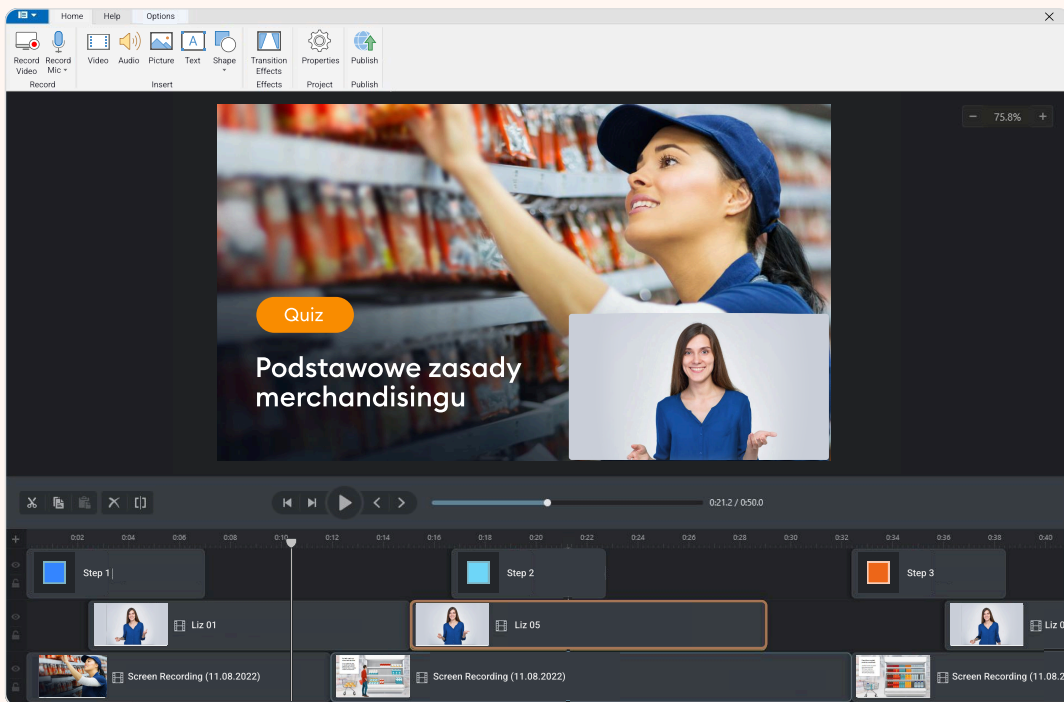 Home Help Options
Record Video
Record Mic
Video
Audio
Picture
Text
Shape
Transition Effects
Properties
Publish
Record Insert Effects Project Publish
75.8%
Quiz
Podstawowe zasady
merchandisingu
0:21.2 / 0:50.0
0:02 0:04 0:06 0:08 0:10 0:12 0:14 0:16 0:18 0:20 0:22 0:24 0:26 0:28 0:30 0:32 0:34 0:36 0:38 0:40
Step 1 Step 2 Step 3
Liz 01 Liz 05 Liz 0
Screen Recording (11.08.2022) Screen Recording (11.08.2022) Screen Recording (11.08.2